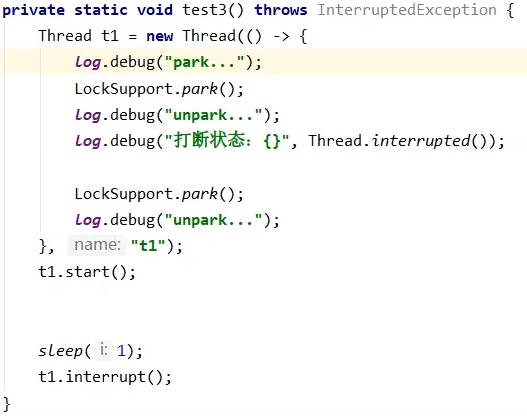 private static void test3() throws InterruptedException {
    Thread t1 = new Thread(() -> {
        log.debug("park...");
        LockSupport.park();
        log.debug("unpark...");
        log.debug("打断状态：{}", Thread.interrupted());

        LockSupport.park();
        log.debug("unpark...");
    }, name: "t1");
    t1.start();


    sleep( i: 1);
    t1.interrupt();
}